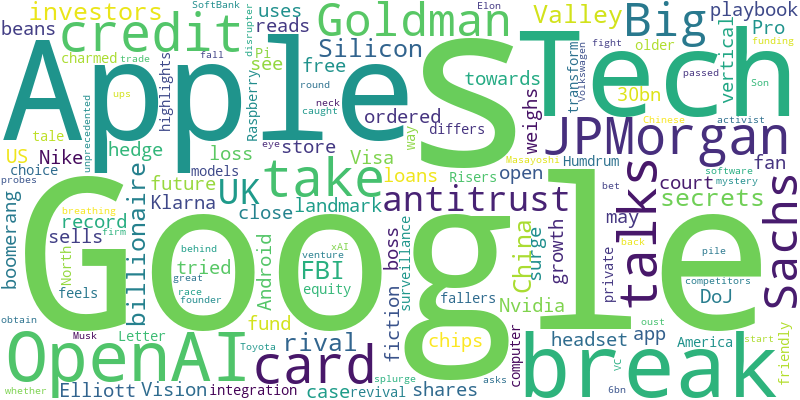 SoftBank
Elon
investors
credit
Goldman
Valley
Big
playbook
disrupter
beans
uses
Silicon
reads
Pro
fight
older
Apple
S
Tech
charmed
Pi
see
free
towards
transform
Volkswagen
vertical
funding
highlights
trade
fall
Raspberry
round
passed
Son
unprecedented
ups
neck
caught
ordered
way
differs
weighs
30bn
Chinese
activist
tale
US
Nike
hedge
loss
store
JPMorgan
eye
Masayoshi
choice
models
Visa
loans
Risers
Humdrum
fan
probes
Klarna
UK
take
open
software
mystery
boomerang
breathing
firm
future
landmark
antitrust
bet
court
secrets
record
close
may
talks
Sachs
billionaire
Google
sells
North
behind
tried
Android
xAI
venture
FBI
boss
surveillance
China
surge
growth
private
back
pile
feels
great
race
founder
equity
fiction
fallers
Nvidia
competitors
DoJ
obtain
Musk
Letter
Toyota
fund
rival
chips
computer
headset
app
America
oust
start
friendly
OpenAI
card
break
whether
Elliott
Vision
integration
case
revival
splurge
shares
asks
vc
6bn